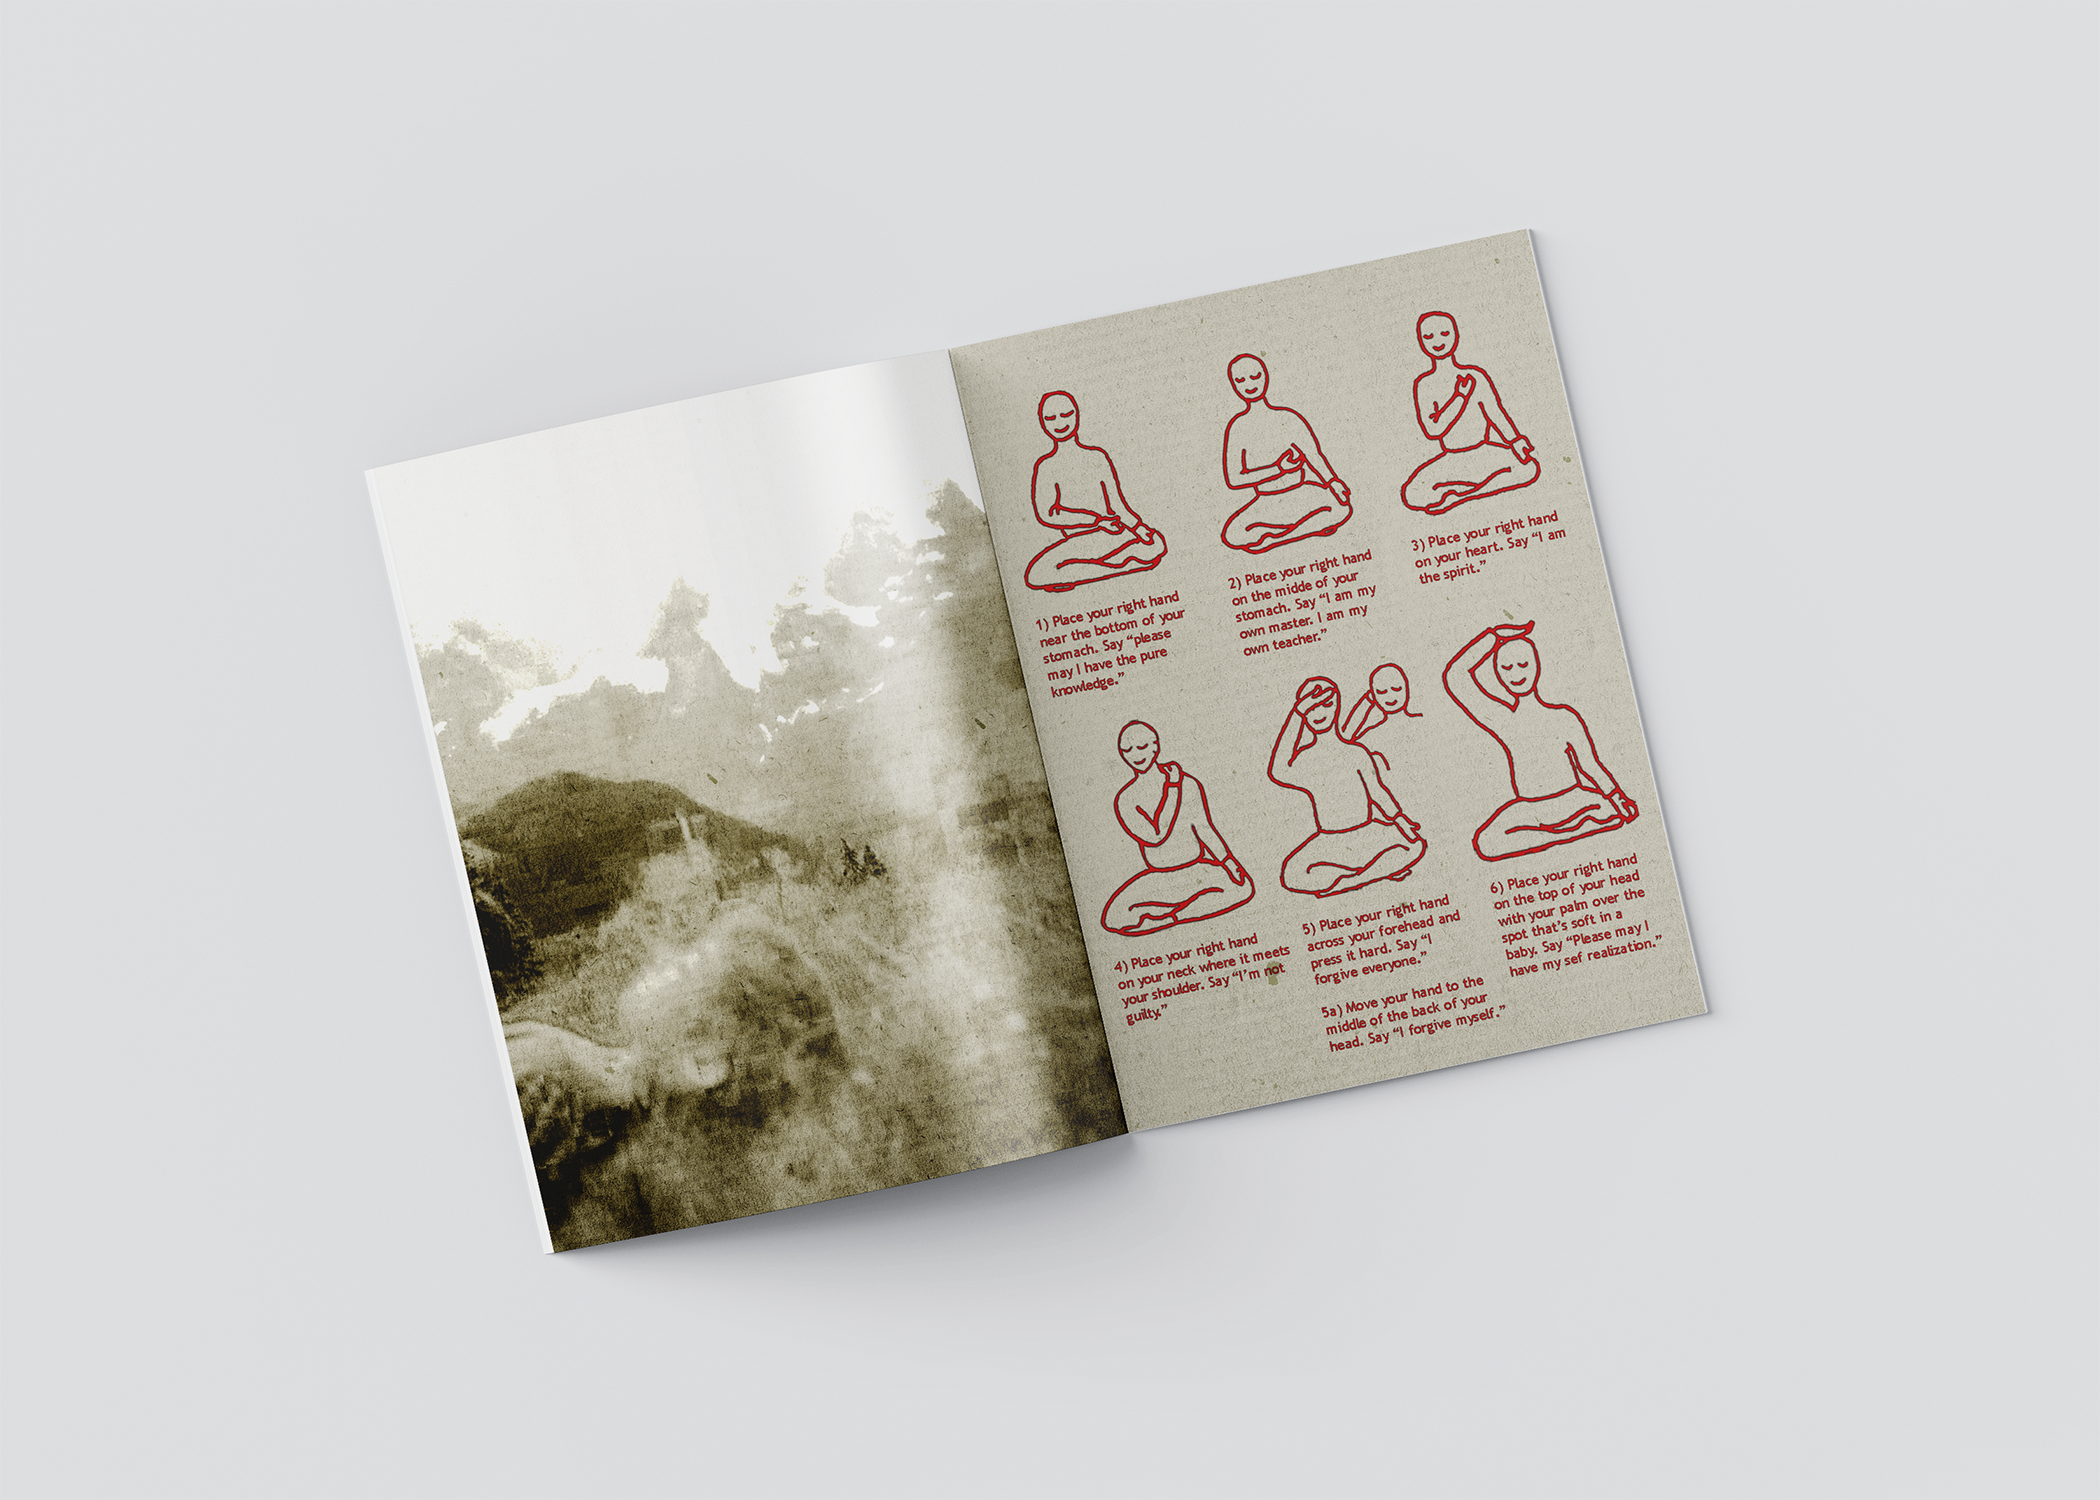 1) Place your right hand
near the bottom of your
stomach. Say “please
may I have the pure
knowledge.”
2) Place your right hand
on the midde of your
stomach. Say “I am my
own master. I am my
own teacher.”
3) Place your right hand
on your heart. Say “I am
the spirit.”
4) Place your right hand
on your neck where it meets
your shoulder. Say “I’m not
guilty.”
5) Place your right hand
across your forehead and
press it hard. Say “I
forgive everyone.”
5a) Move your hand to the
middle of the back of your
head. Say “I forgive myself.”
6) Place your right hand
on the top of your head
with your palm over the
spot that’s soft in a
baby. Say “Please may I
have my sef realization.”